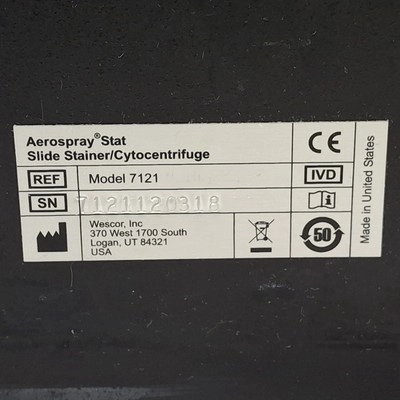 Aerospray®Stat
Slide Stainer/Cytocentrifuge
REF Model 7121
SN 7121120318
Wescor, Inc
370 West 1700 South
Logan, UT 84321
USA
CE
IVD
i
50
Made in United States